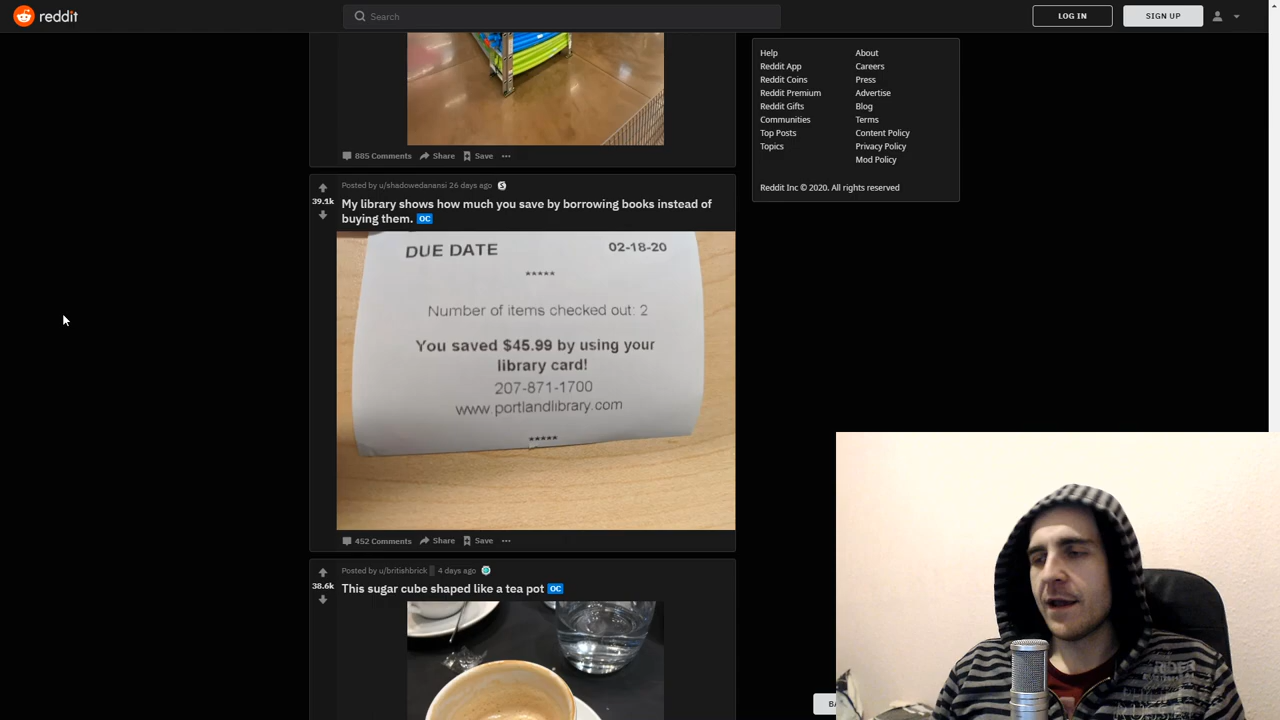 reddit
Search
LOG IN
SIGN UP
885 Comments
Share
Save
Posted by u/shadowedanansi 26 days ago
39.1k
My library shows how much you save by borrowing books instead of
buying them. OC
DUE DATE
02-18-20
*****
Number of items checked out: 2
You saved $45.99 by using your
library card!
207-871-1700
www portlandlibrary.com
*****
452 Comments
Share
Save
Posted by u/britishbrick 4 days ago
38.6k
This sugar cube shaped like a tea pot OC
Help
About
Reddit App
Careers
Reddit Coins
Press
Reddit Premium
Advertise
Reddit Gifts
Blog
Communities
Terms
Top Posts
Content Policy
Topics
Privacy Policy
Mod Policy
Reddit Inc © 2020. All rights reserved
RIDER